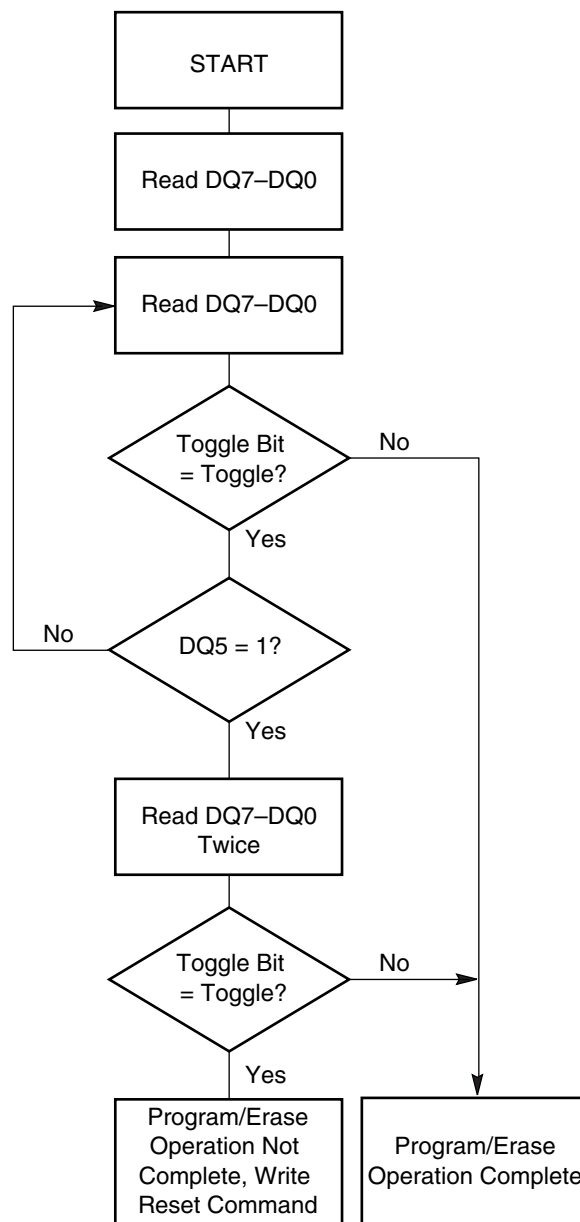 START
Read DQ7–DQ0
Read DQ7–DQ0
Toggle Bit
= Toggle?
No
Yes
No
DQ5 = 1?
Yes
Read DQ7–DQ0
Twice
Toggle Bit
= Toggle?
No
Yes
Program/Erase
Operation Not
Complete, Write
Reset Command
Program/Erase
Operation Complete